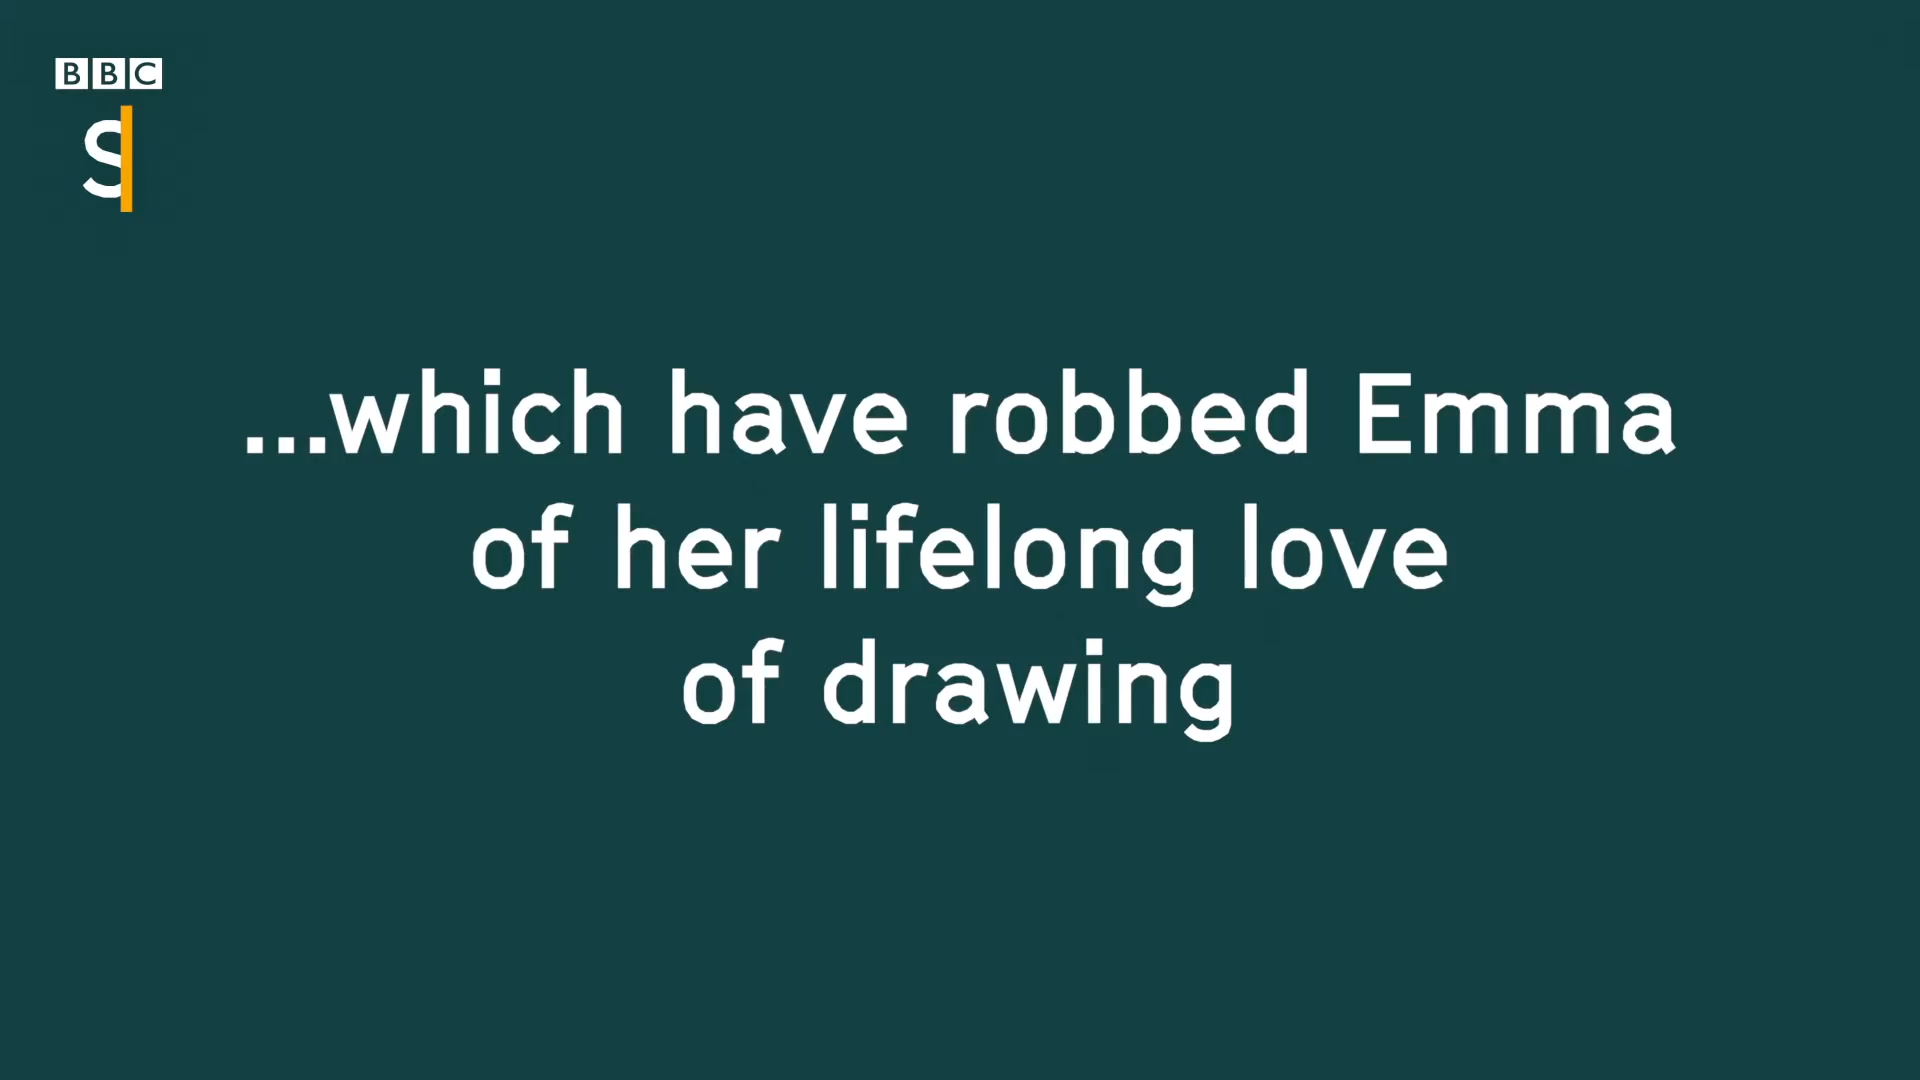 BBC
S
...which have robbed Emma
of her lifelong love
of drawing